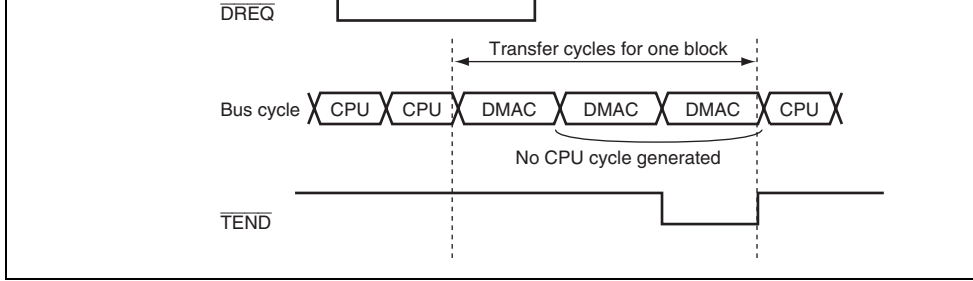 DREQ
Transfer cycles for one block
Bus cycle CPU CPU DMAC DMAC DMAC CPU
No CPU cycle generated
TEND